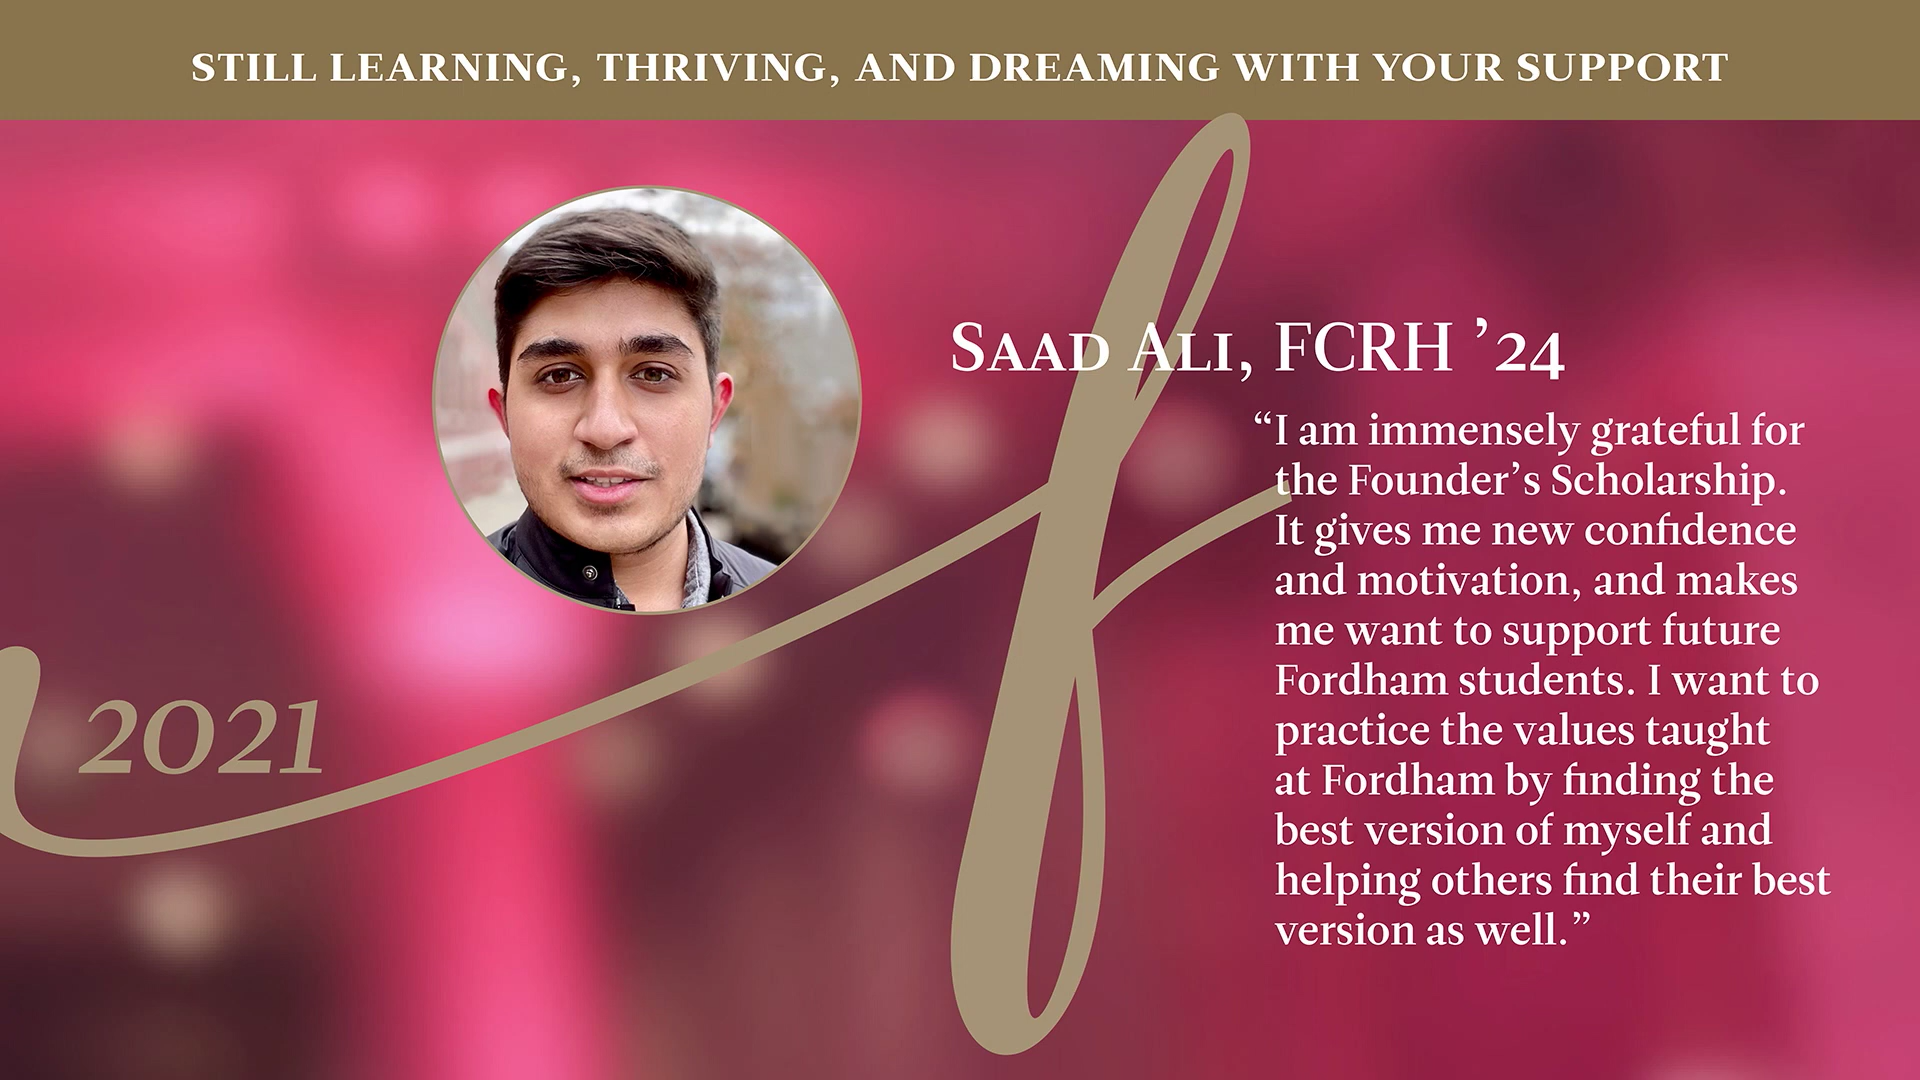 STILL LEARNING, THRIVING, AND DREAMING WITH YOUR SUPPORT
SAAD ALI, FCRH ’24
“I am immensely grateful for
the Founder’s Scholarship.
It gives me new confidence
and motivation, and makes
me want to support future
Fordham students. I want to
practice the values taught
at Fordham by finding the
best version of myself and
helping others find their best
version as well.”
2021
f